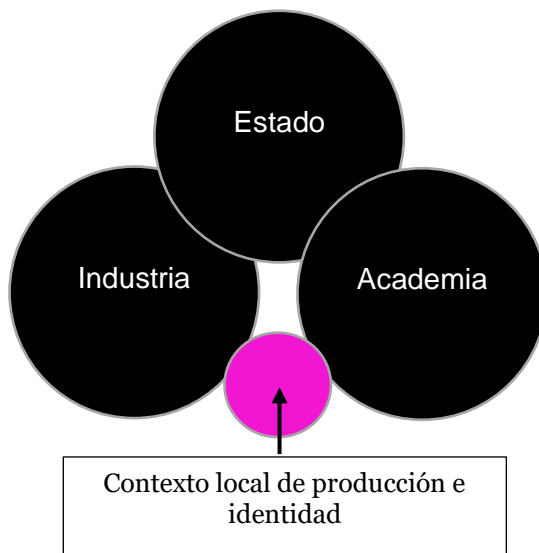 Estado
Industria
Academia
Contexto local de producción e
identidad